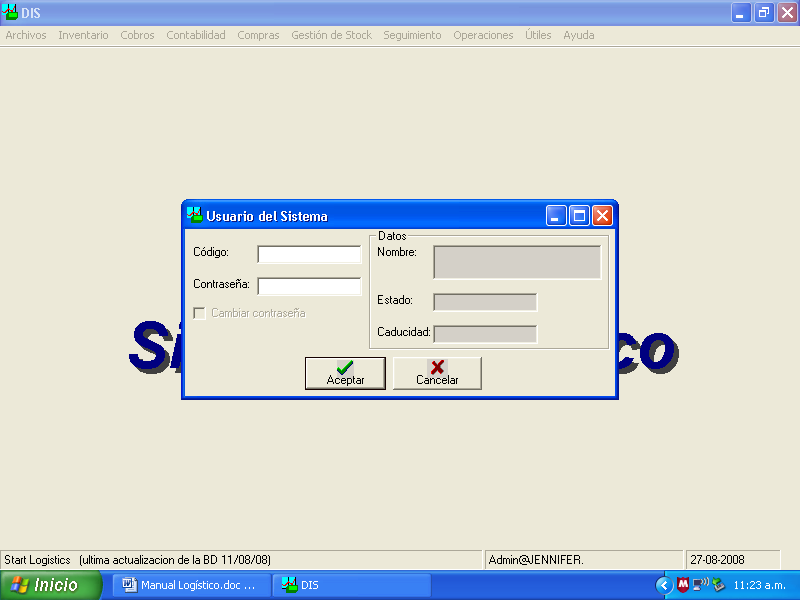 DIS
Archivos Inventario Cobros Contabilidad Compras Gestión de Stock Seguimiento Operaciones Útiles Ayuda
Usuario del Sistema
Código:
Contraseña:
Cambiar contraseña
Datos
Nombre:
Estado:
Caducidad:
Si
co
Aceptar Cancelar
Start Logistics (ultima actualizacion de la BD 11/08/08) Admin@JENNIFER. 27-08-2008
Inicio Manual Logístico.doc ... DIS 11:23 a.m.